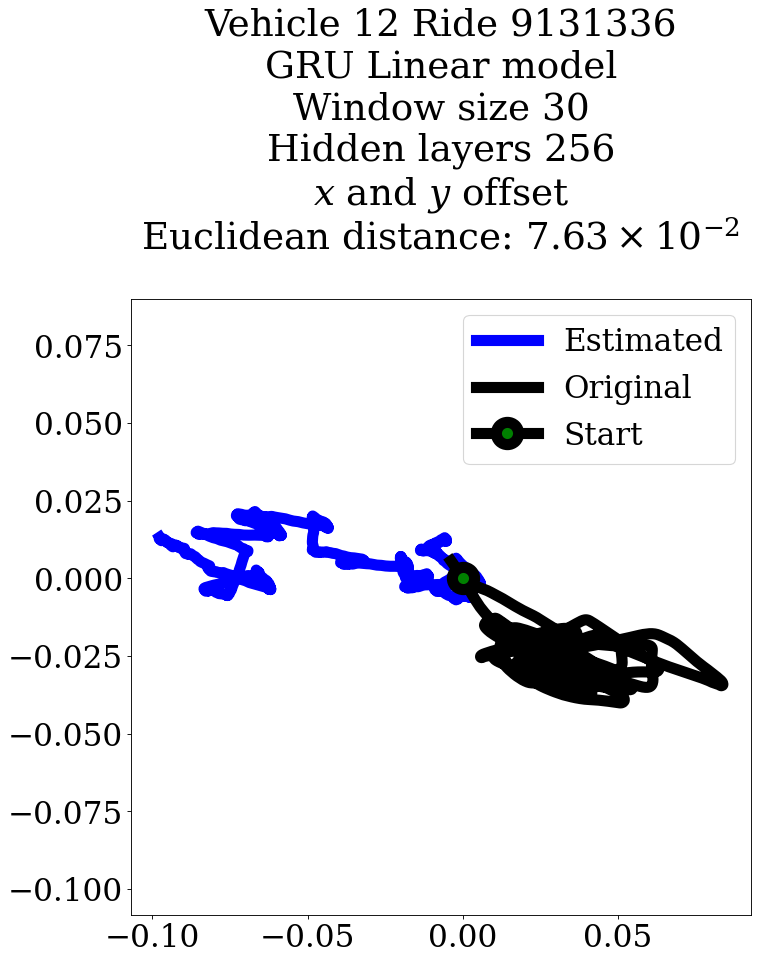 Vehicle 12 Ride 9131336
GRU Linear model
Window size 30
Hidden layers 256
x and y offset
Euclidean distance: 7.63 × 10⁻²
Estimated
Original
Start
0.075
0.050
0.025
0.000
−0.025
−0.050
−0.075
−0.100
−0.10 −0.05 0.00 0.05